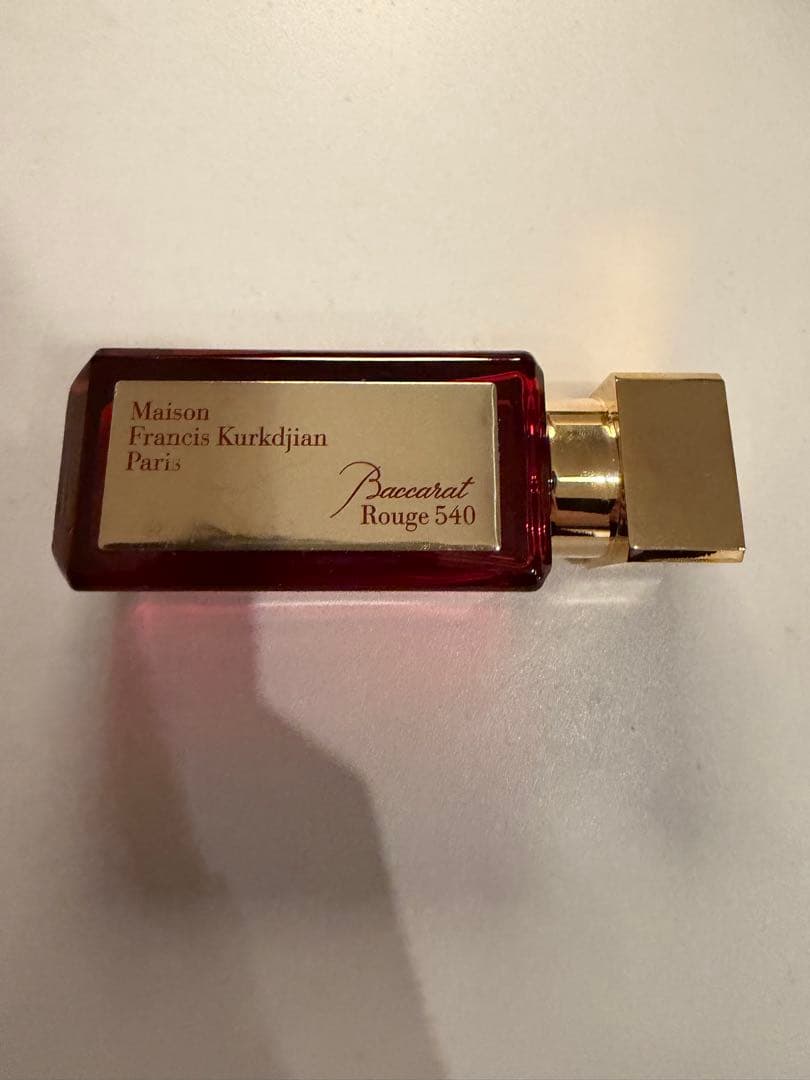 Maison
Francis Kurkdjian
Paris
Baccarat
Rouge 540